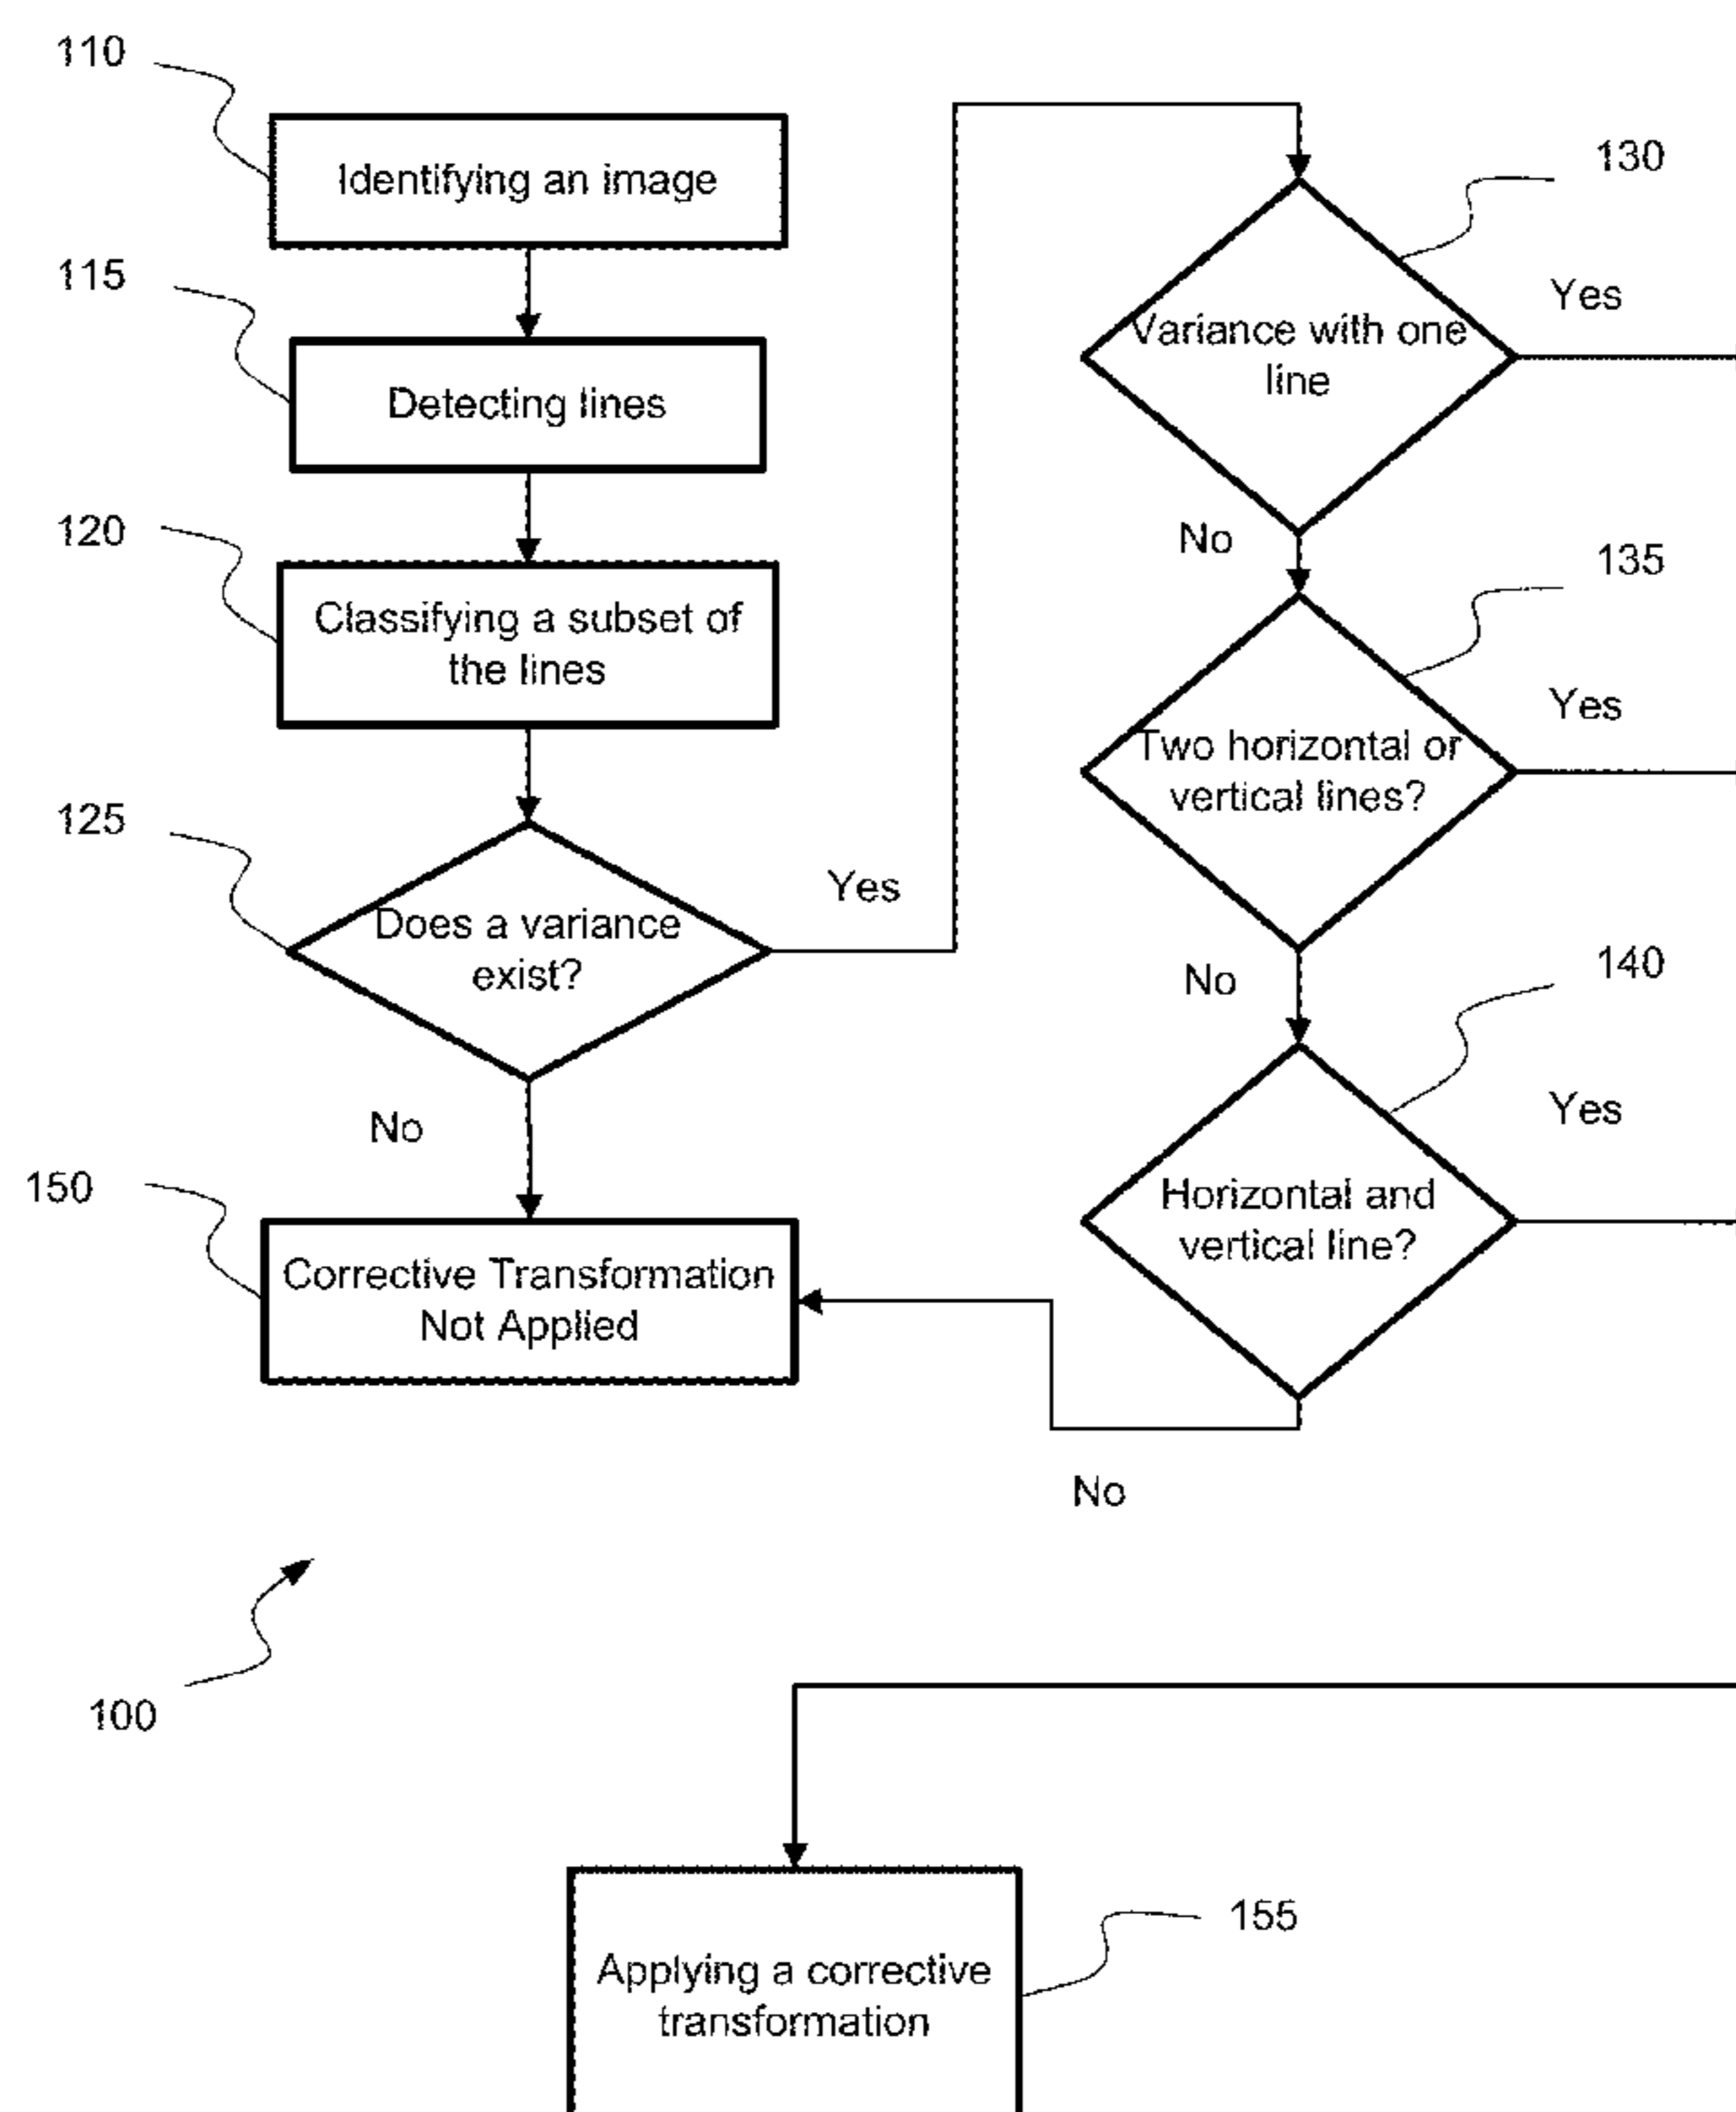 110
Identifying an image
115
Detecting lines
120
Classifying a subset of
the lines
125
Does a variance
exist?
Yes
No
150
Corrective Transformation
Not Applied
130
Variance with one
line
Yes
No
135
Two horizontal or
vertical lines?
Yes
No
140
Horizontal and
vertical line?
Yes
No
100
155
Applying a corrective
transformation